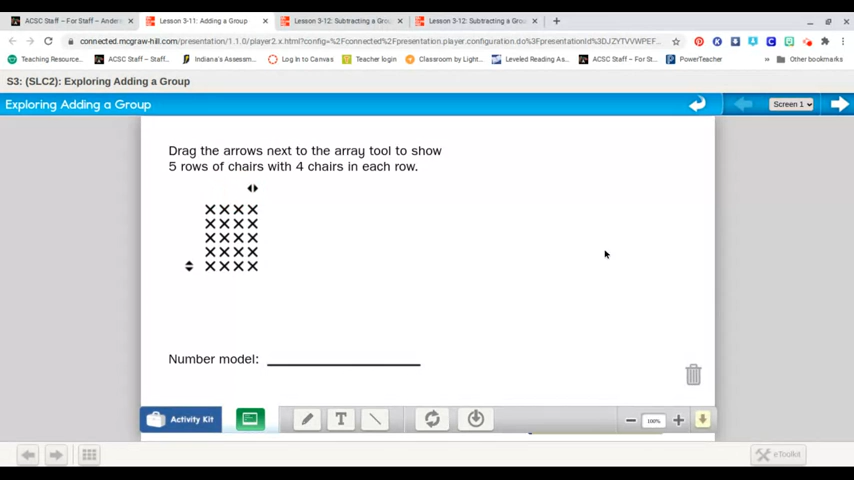 ACSC Staff – For Staff – Anders
Lesson 3-11: Adding a Group
Lesson 3-12: Subtracting a Grou
Lesson 3-12: Subtracting a Grou
connected.mcgraw-hill.com/presentation/1.1.0/player2.x.html?config=%2Fconnected%2Fpresentation.player.configuration.do%3FpresentationId%3DJZYTVVWPEF...
Teaching Resource...
ACSC Staff – Staff...
Indiana's Assessm...
Log In to Canvas
Teacher login
Classroom by Light...
Leveled Reading As...
ACSC Staff – For St...
PowerTeacher
»
Other bookmarks
S3: (SLC2): Exploring Adding a Group
Exploring Adding a Group
Screen 1
Drag the arrows next to the array tool to show
5 rows of chairs with 4 chairs in each row.
Number model:
Activity Kit
T
100%
eToolkit